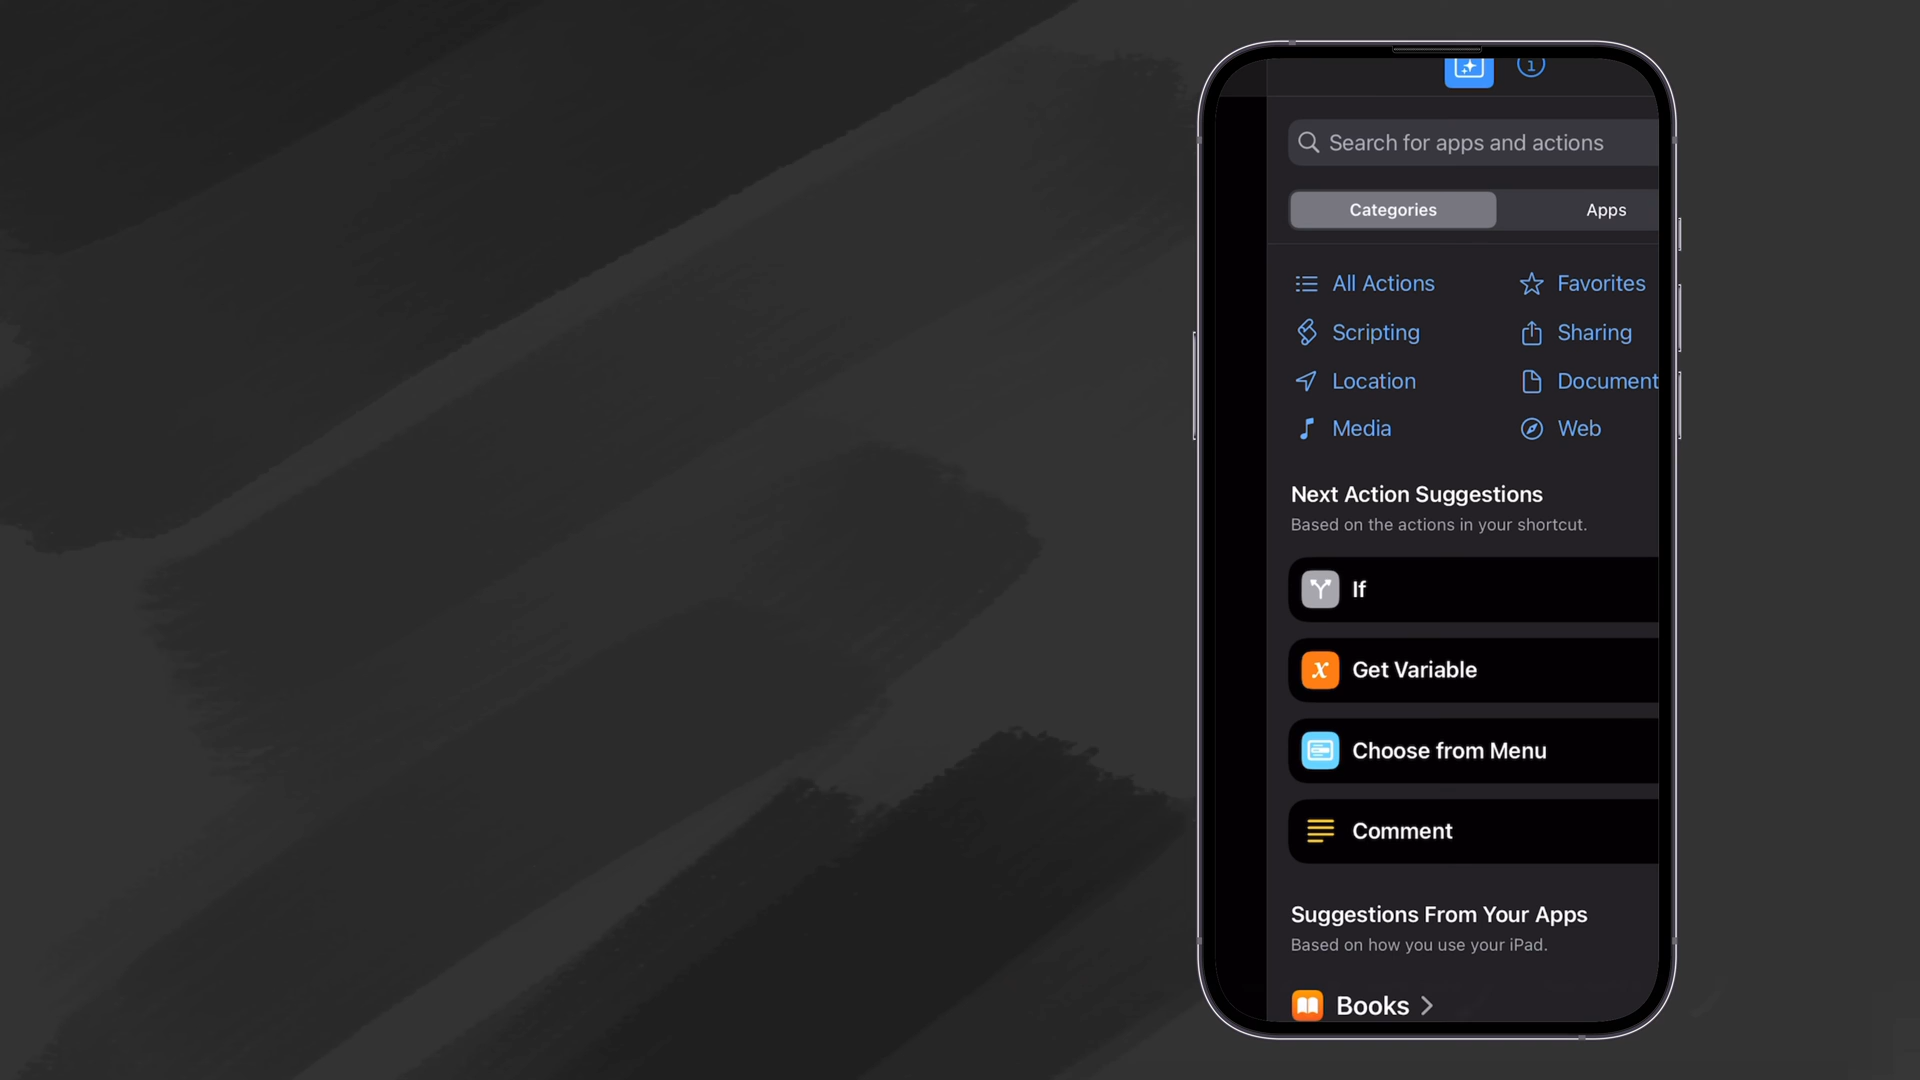 Search for apps and actions
Categories
Apps
All Actions
Favorites
Scripting
Sharing
Location
Document
Media
Web
Next Action Suggestions
Based on the actions in your shortcut.
If
x
Get Variable
Choose from Menu
Comment
Suggestions From Your Apps
Based on how you use your iPad.
Books